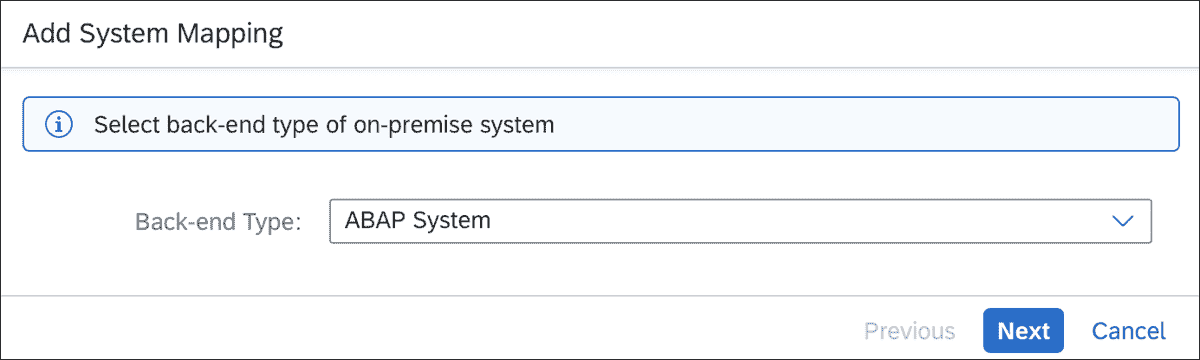 Add System Mapping
Select back-end type of on-premise system
Back-end Type: ABAP System
Previous Next Cancel